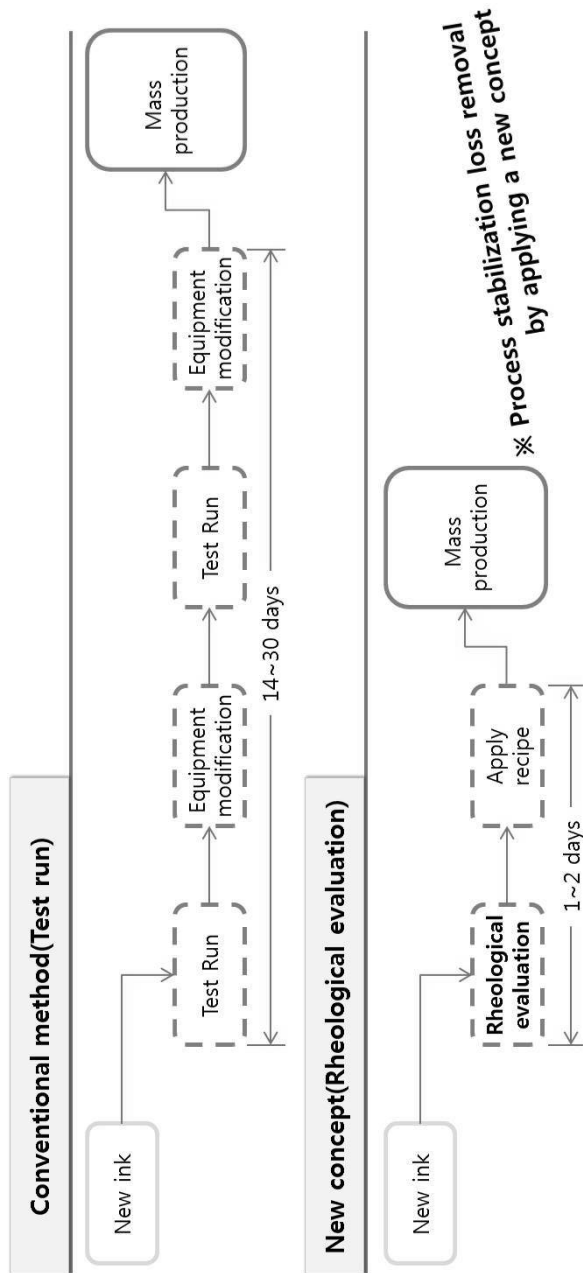 Conventional method(Test run)
New ink
Test Run
Equipment
modification
Test Run
Equipment
modification
Mass
production
14~30 days
New concept(Rheological evaluation)
New ink
Rheological
evaluation
Apply
recipe
Mass
production
1~2 days
※ Process stabilization loss removal
by applying a new concept